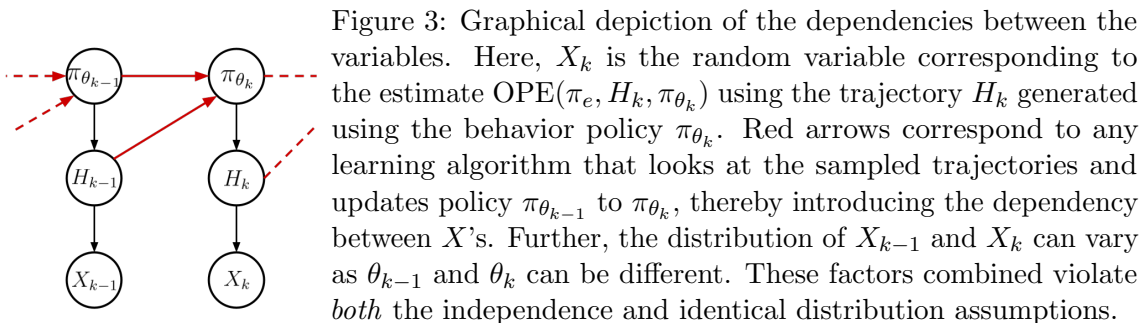 π_{θ_{k−1}}
π_{θ_k}
H_{k−1}
H_k
X_{k−1}
X_k
Figure 3: Graphical depiction of the dependencies between the
variables. Here, X_k is the random variable corresponding to
the estimate OPE(π_e, H_k, π_{θ_k}) using the trajectory H_k generated
using the behavior policy π_{θ_k}. Red arrows correspond to any
learning algorithm that looks at the sampled trajectories and
updates policy π_{θ_{k−1}} to π_{θ_k}, thereby introducing the dependency
between X's. Further, the distribution of X_{k−1} and X_k can vary
as θ_{k−1} and θ_k can be different. These factors combined violate
both the independence and identical distribution assumptions.